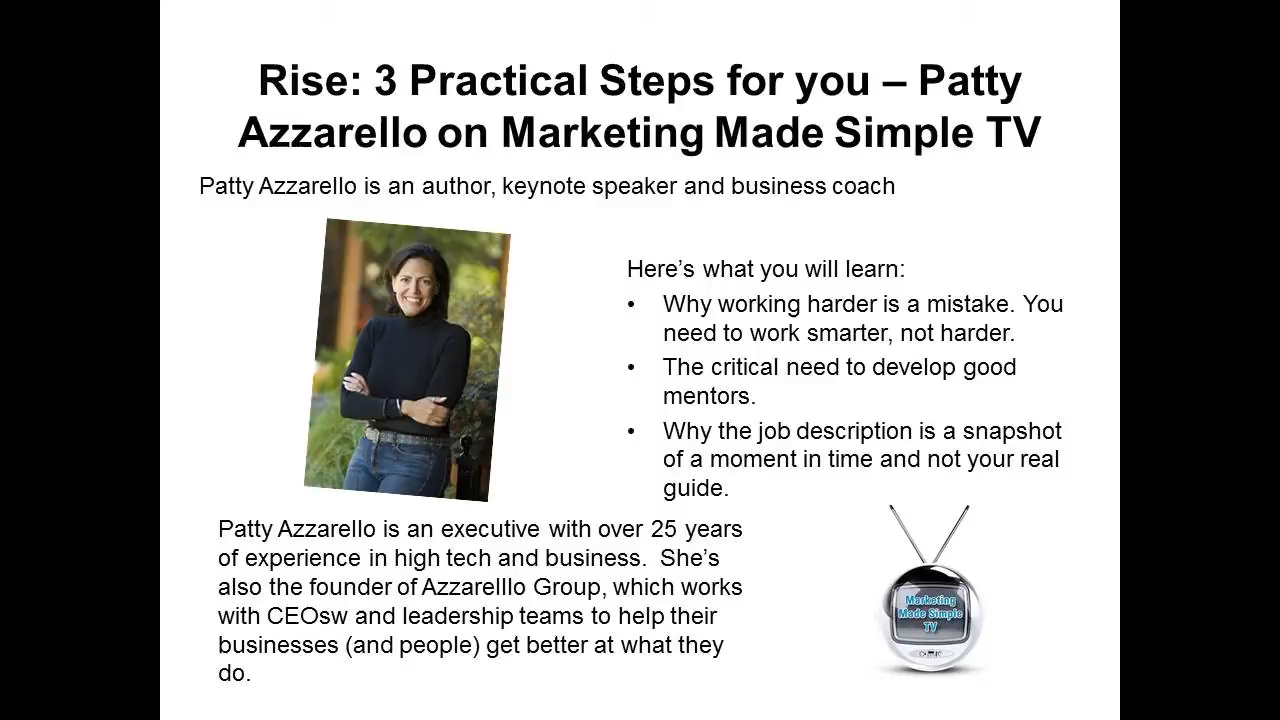 Rise: 3 Practical Steps for you – Patty
Azzarello on Marketing Made Simple TV
Patty Azzarello is an author, keynote speaker and business coach
Here’s what you will learn:
• Why working harder is a mistake. You
need to work smarter, not harder.
• The critical need to develop good
mentors.
• Why the job description is a snapshot
of a moment in time and not your real
guide.
Patty Azzarello is an executive with over 25 years
of experience in high tech and business.  She’s
also the founder of Azzarelllo Group, which works
with CEOsw and leadership teams to help their
businesses (and people) get better at what they
do.
Marketing
Made Simple
TV